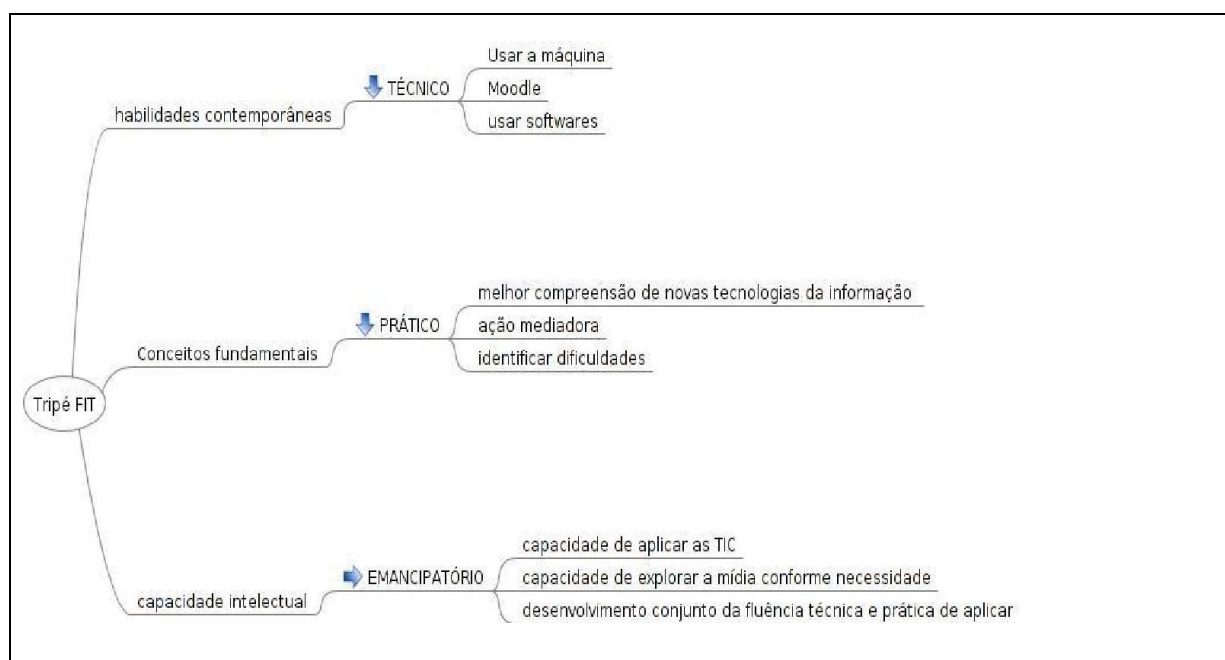 Tripé FIT
habilidades contemporâneas
TÉCNICO
Usar a máquina
Moodle
usar softwares
Conceitos fundamentais
PRÁTICO
melhor compreensão de novas tecnologias da informação
ação mediadora
identificar dificuldades
capacidade intelectual
EMANCIPATÓRIO
capacidade de aplicar as TIC
capacidade de explorar a mídia conforme necessidade
desenvolvimento conjunto da fluência técnica e prática de aplicar